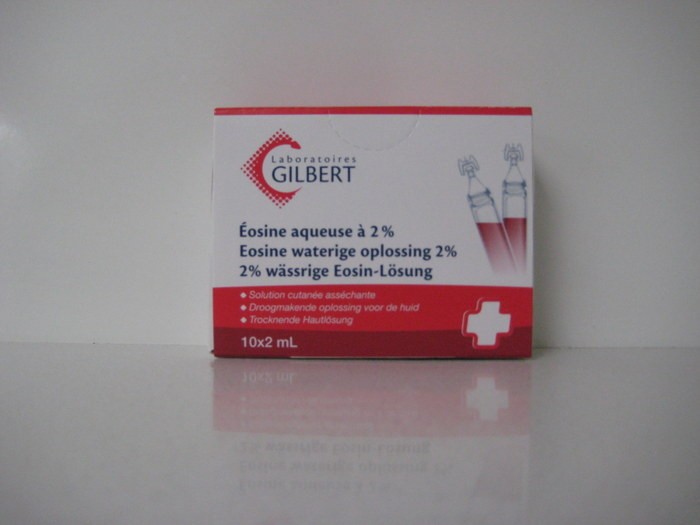 Laboratoires
GILBERT
Éosine aqueuse à 2 %
Eosine waterige oplossing 2%
2% wässrige Eosin-Lösung
Solution cutanée asséchante
Droogmakende oplossing voor de huid
Trocknende Hautlösung
10x2 mL